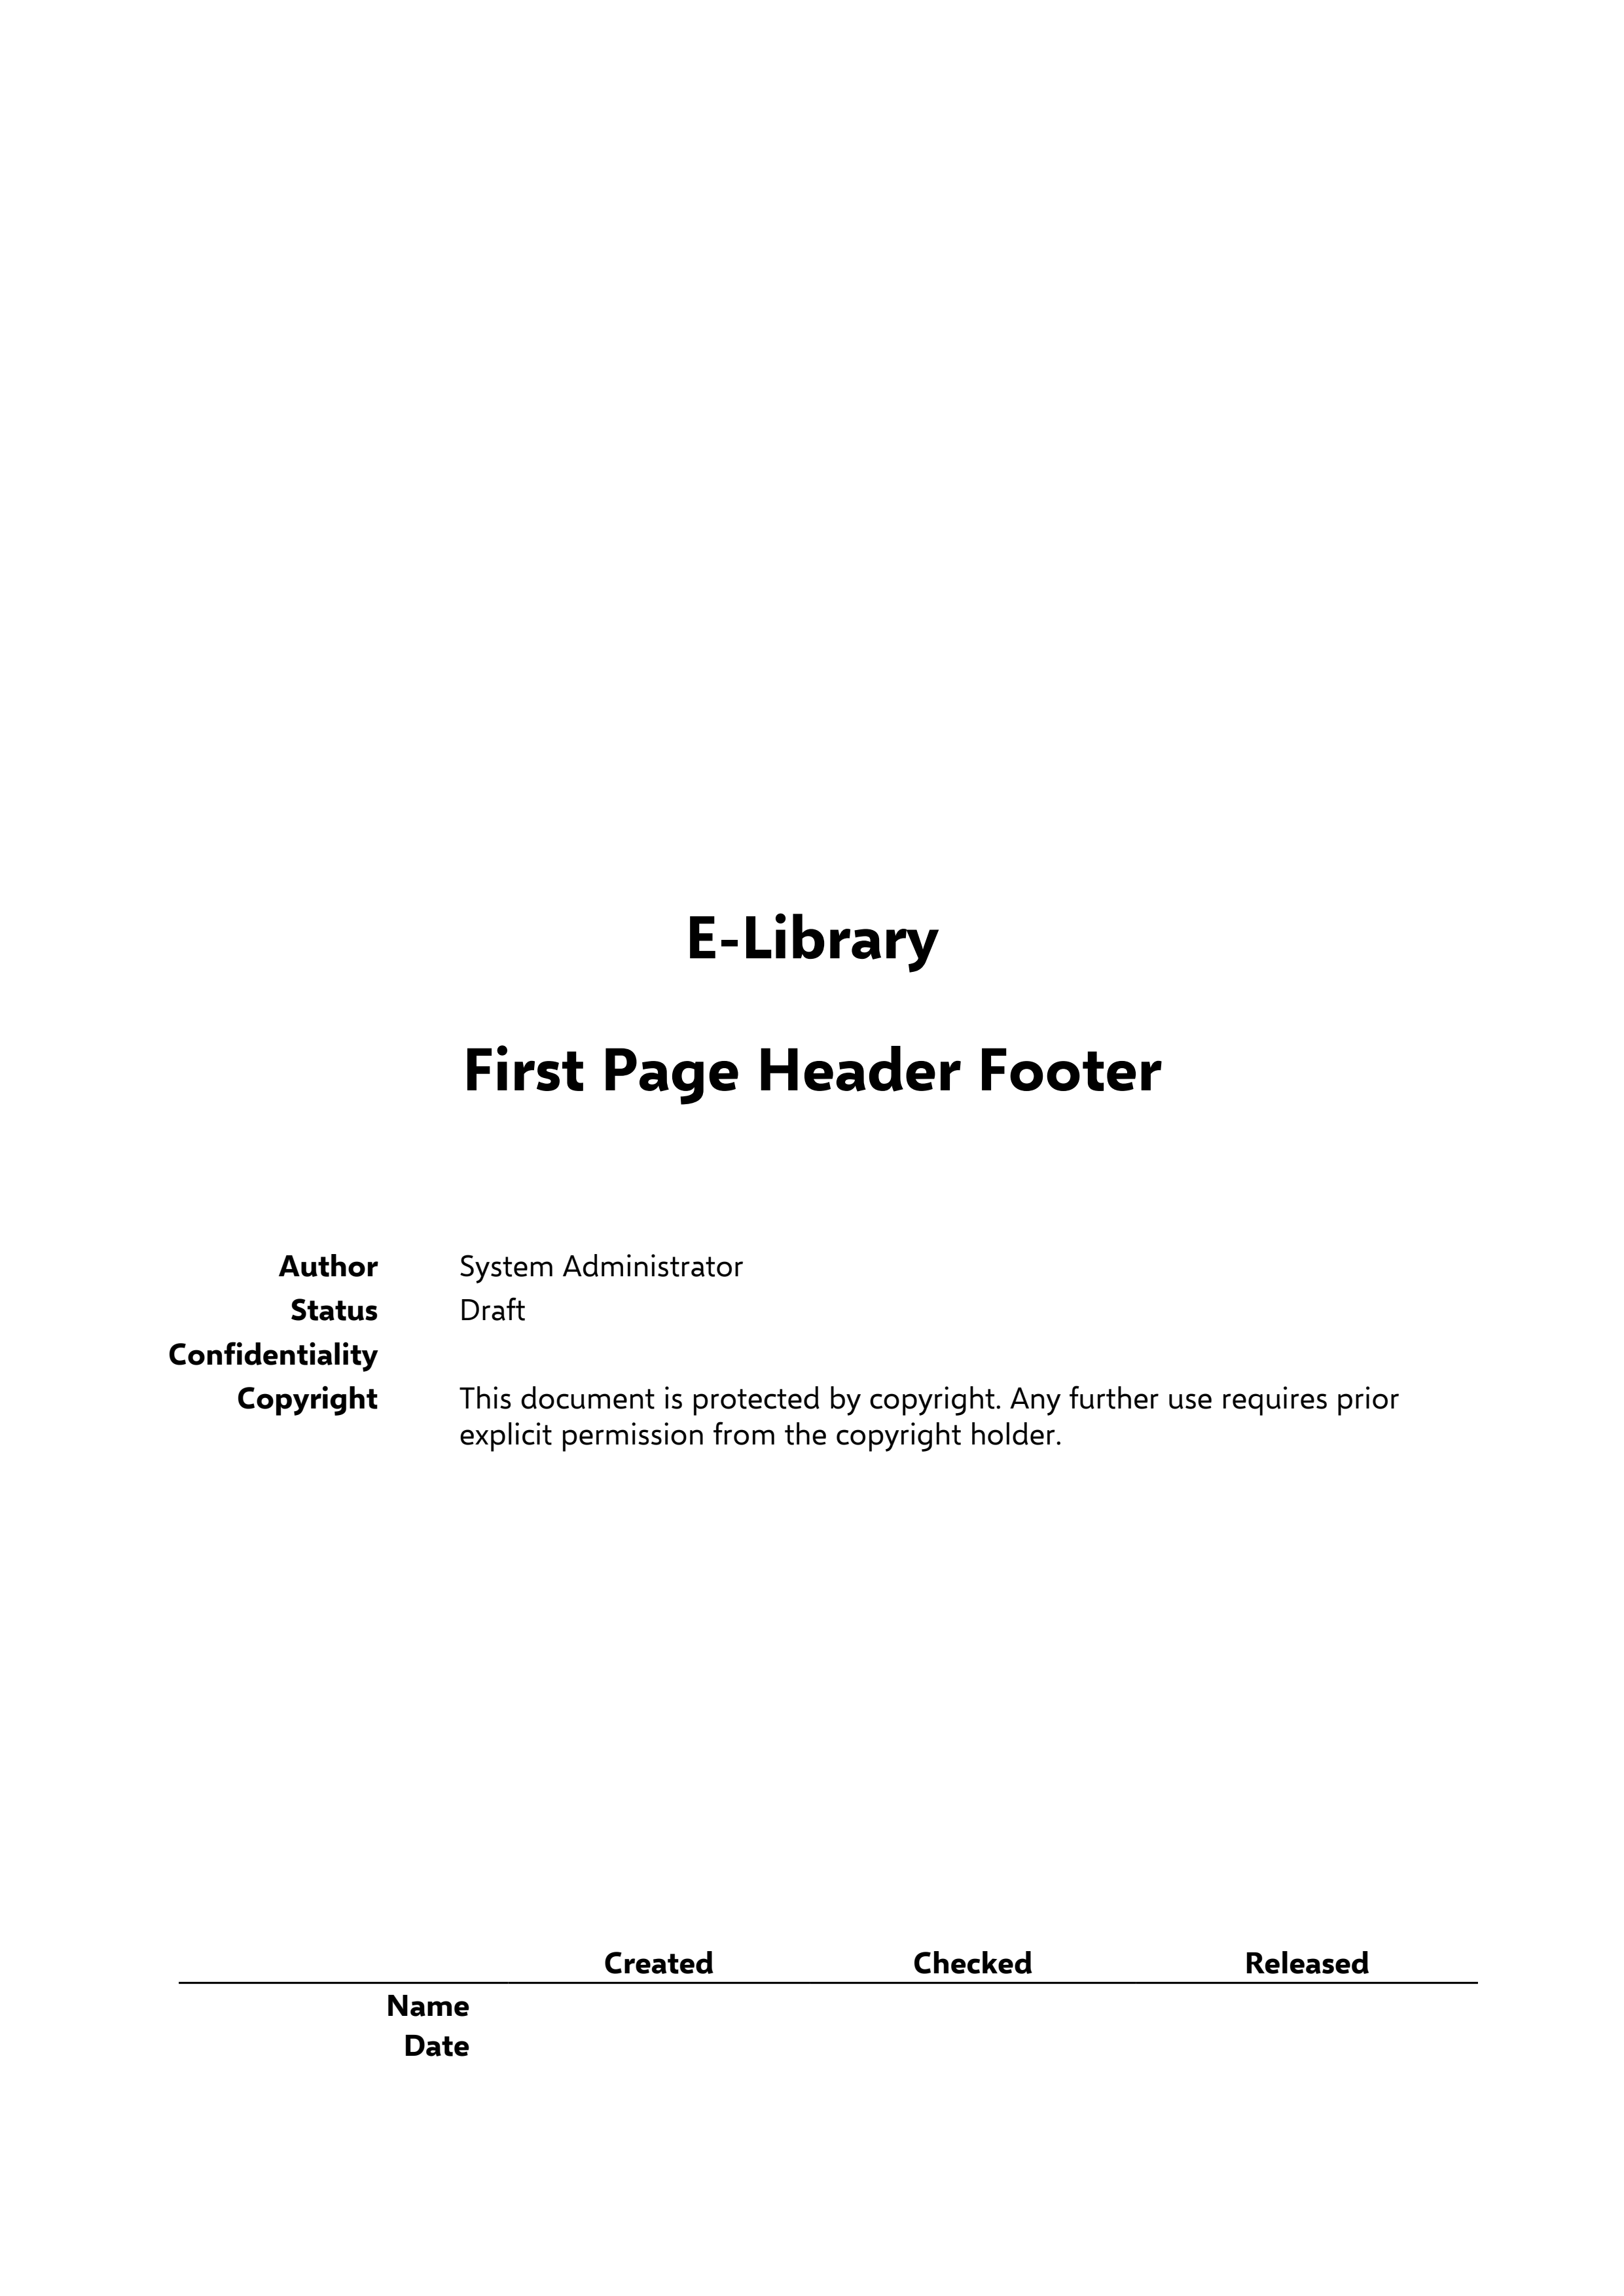 E-Library
First Page Header Footer
Author System Administrator
Status Draft
Confidentiality
Copyright This document is protected by copyright. Any further use requires prior
explicit permission from the copyright holder.
Created Checked Released
Name
Date